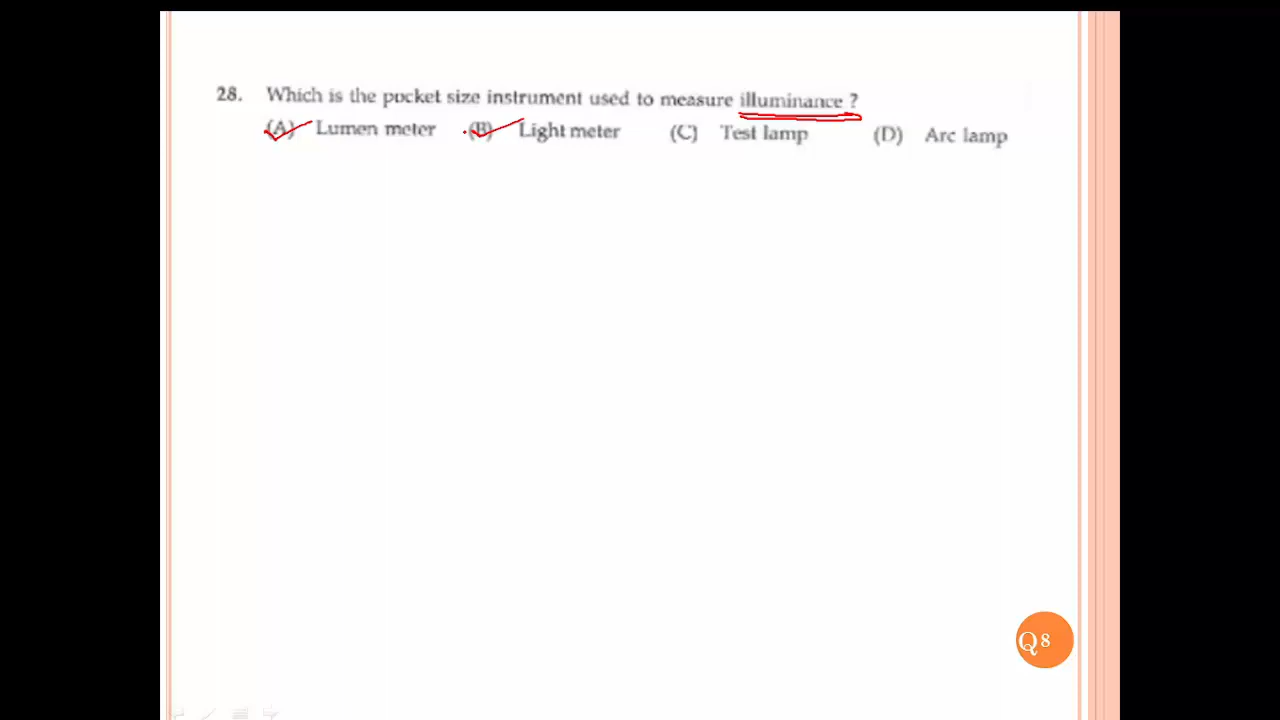 28. Which is the pocket size instrument used to measure illuminance ?
(A) Lumen meter (B) Light meter (C) Test lamp (D) Arc lamp
Q8